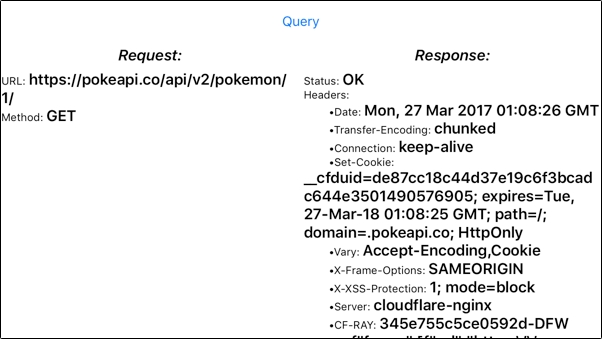 Query
Request:
URL: https://pokeapi.co/api/v2/pokemon/
1/
Method: GET
Response:
Status: OK
Headers:
•Date: Mon, 27 Mar 2017 01:08:26 GMT
•Transfer-Encoding: chunked
•Connection: keep-alive
•Set-Cookie:
__cfduid=de87cc18c44d37e19c6f3bcad
c644e3501490576905; expires=Tue,
27-Mar-18 01:08:25 GMT; path=/;
domain=.pokeapi.co; HttpOnly
•Vary: Accept-Encoding,Cookie
•X-Frame-Options: SAMEORIGIN
•X-XSS-Protection: 1; mode=block
•Server: cloudflare-nginx
•CF-RAY: 345e755c5ce0592d-DFW